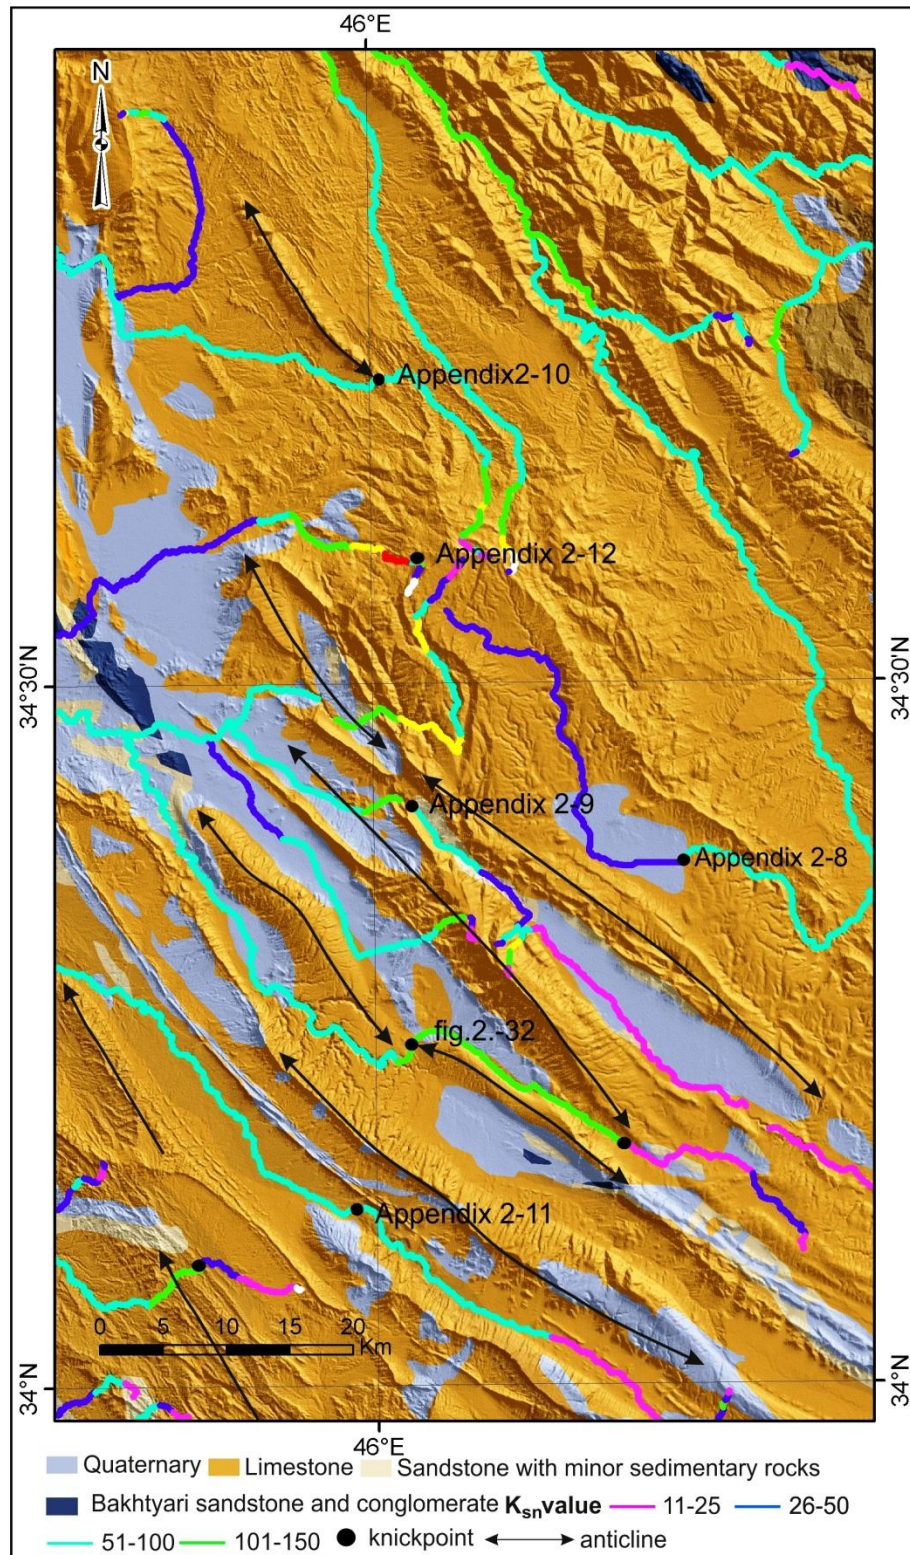 46°E
N
Appendix2-10
Appendix 2-12
34°30'N
34°30'N
Appendix 2-9
Appendix 2-8
fig.2.-32
Appendix 2-11
0 5 10 15 20
Km
34°N
34°N
46°E
Quaternary Limestone Sandstone with minor sedimentary rocks
Bakhtyari sandstone and conglomerate Ksnvalue 11-25 26-50
51-100 101-150 knickpoint anticline